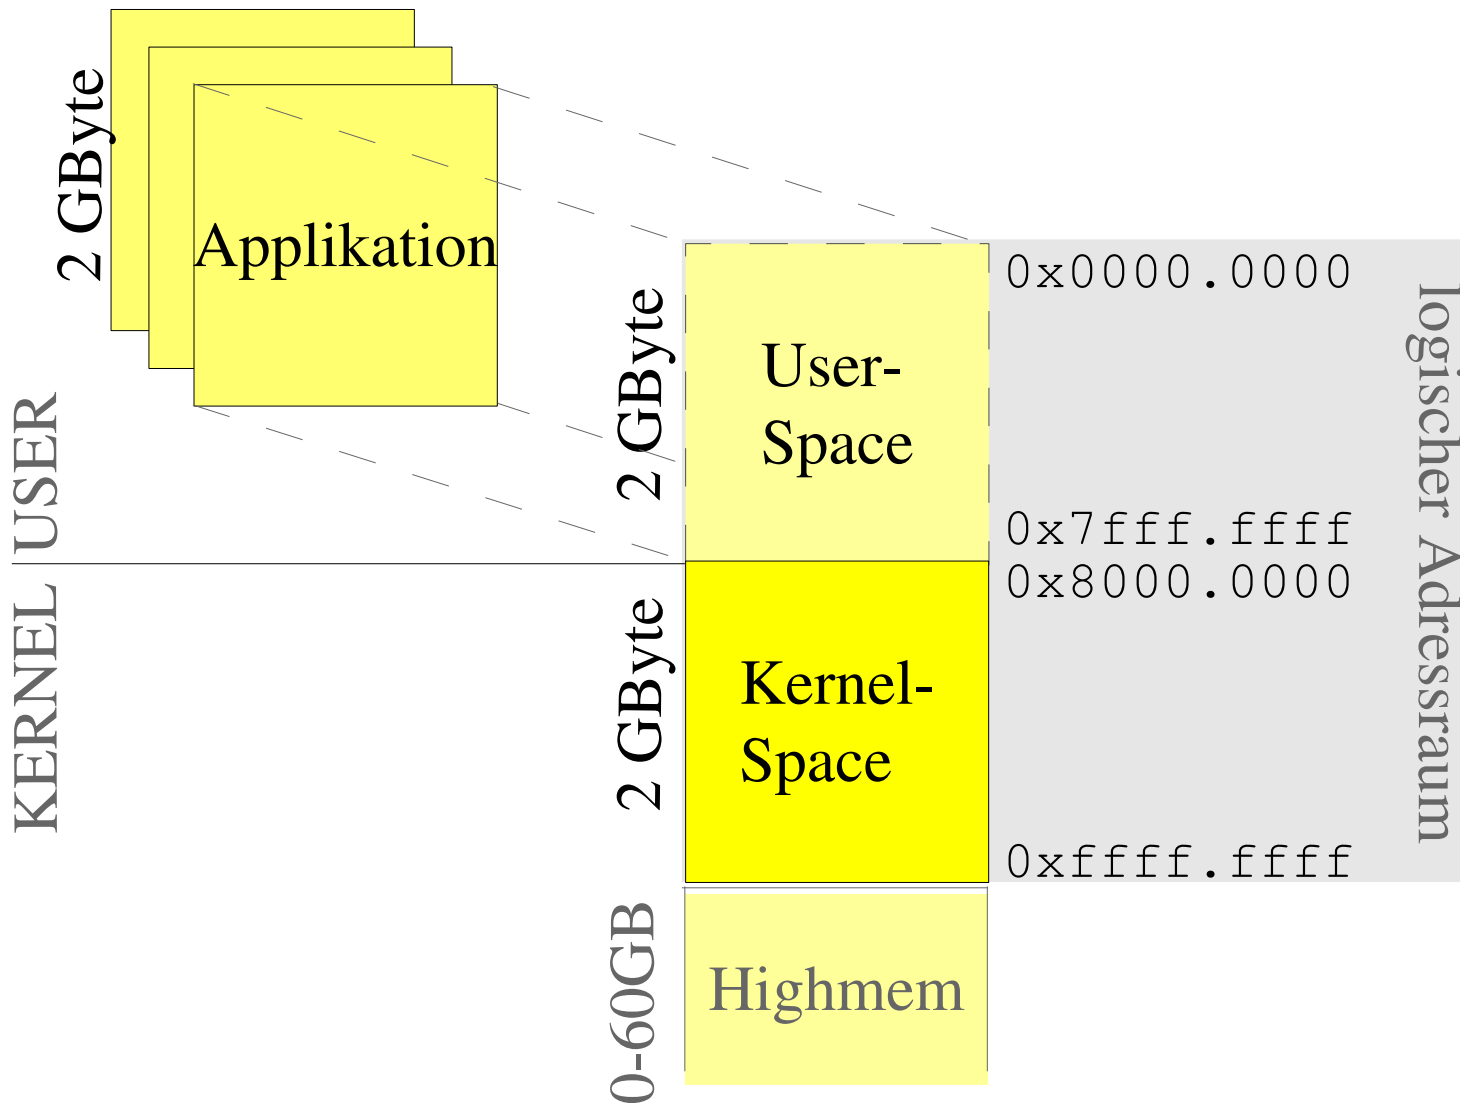 2 GByte
Applikation
USER
2 GByte
User-
Space
0x0000.0000
0x7fff.ffff
logischer Adressraum
KERNEL
2 GByte
Kernel-
Space
0x8000.0000
0xffff.ffff
0-60GB
Highmem